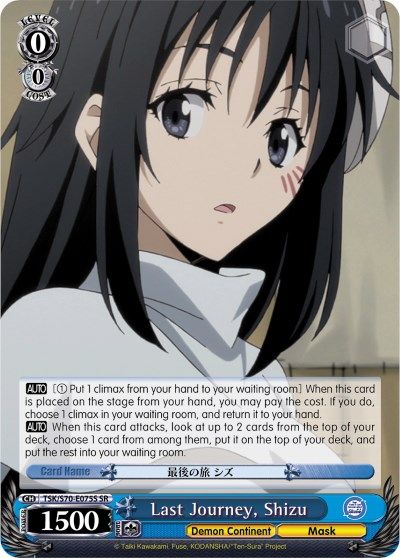 LEVEL
0
0
COST
AUTO [① Put 1 climax from your hand to your waiting room] When this card
is placed on the stage from your hand, you may pay the cost. If you do,
choose 1 climax in your waiting room, and return it to your hand.
AUTO When this card attacks, look at up to 2 cards from the top of your
deck, choose 1 card from among them, put it on the top of your deck, and
put the rest into your waiting room.
Card Name 最後の旅 シズ
CH TSK/S70-E075S SR
POWER 1500 SOUL Last Journey, Shizu
Demon Continent Mask
© Taiki Kawakami, Fuse, KODANSHA/"Ten-Sura" Project